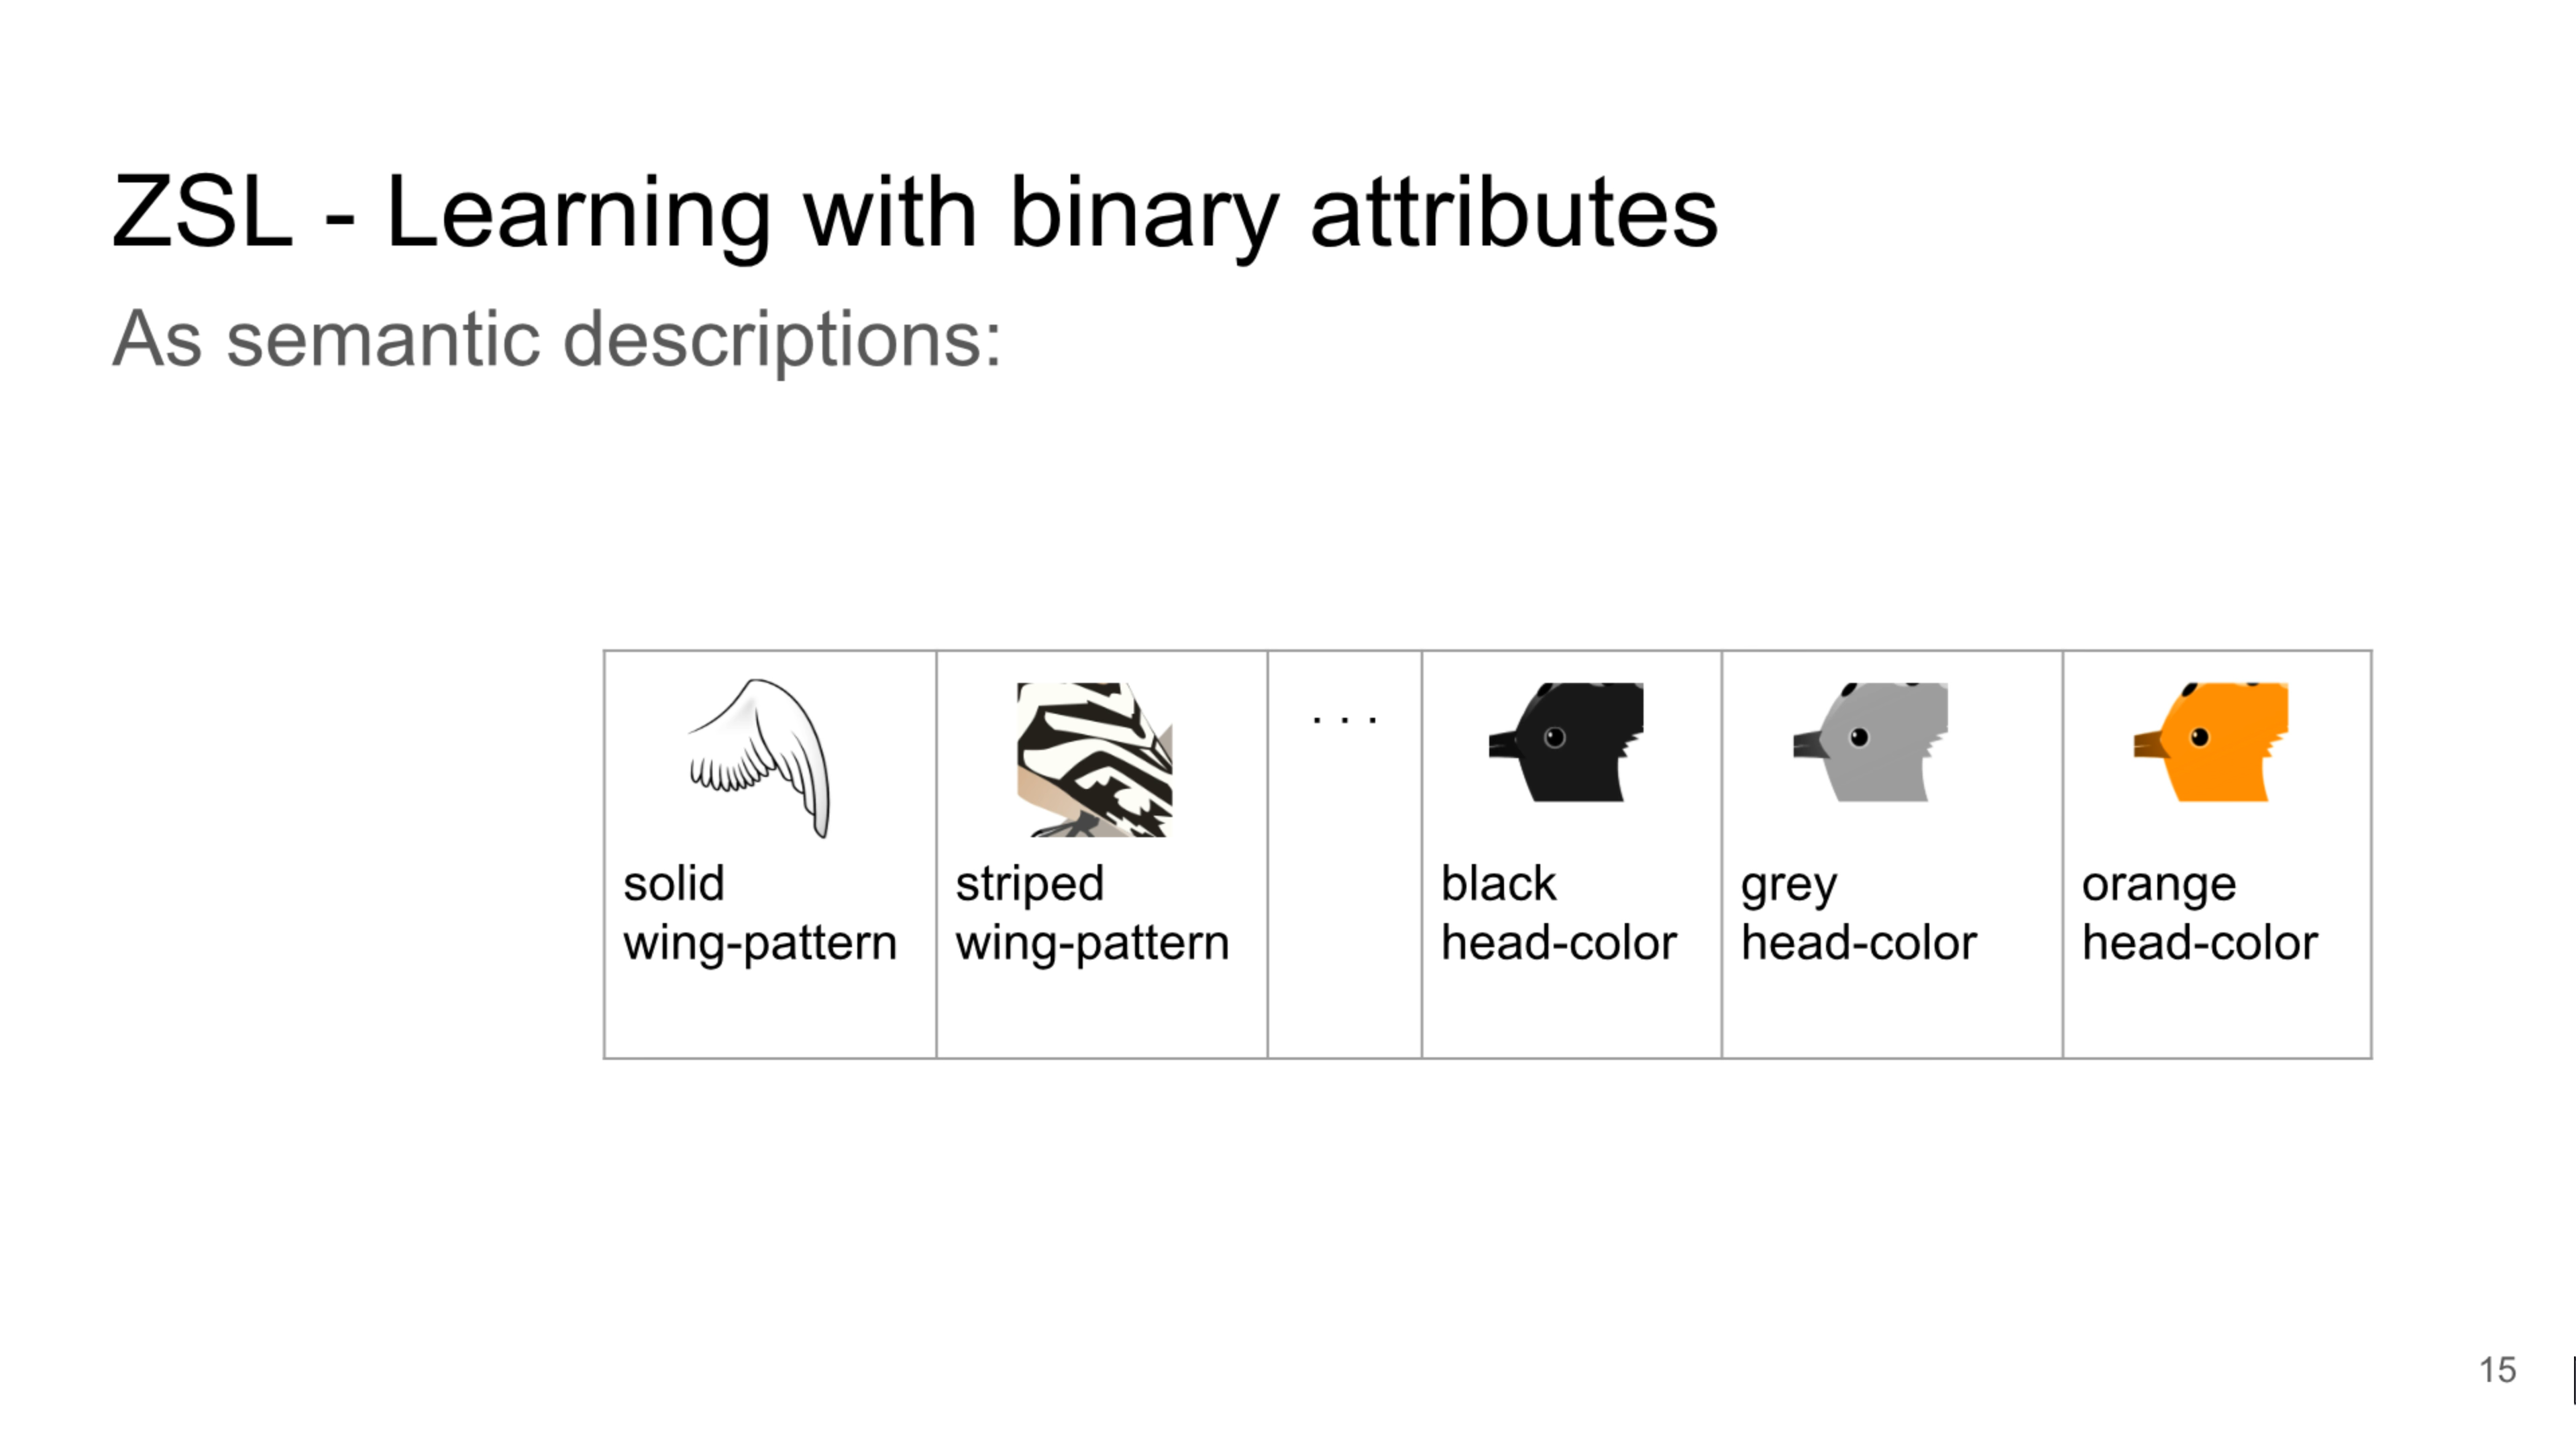 ZSL - Learning with binary attributes
As semantic descriptions:
solid
wing-pattern
striped
wing-pattern
. . .
black
head-color
grey
head-color
orange
head-color
15